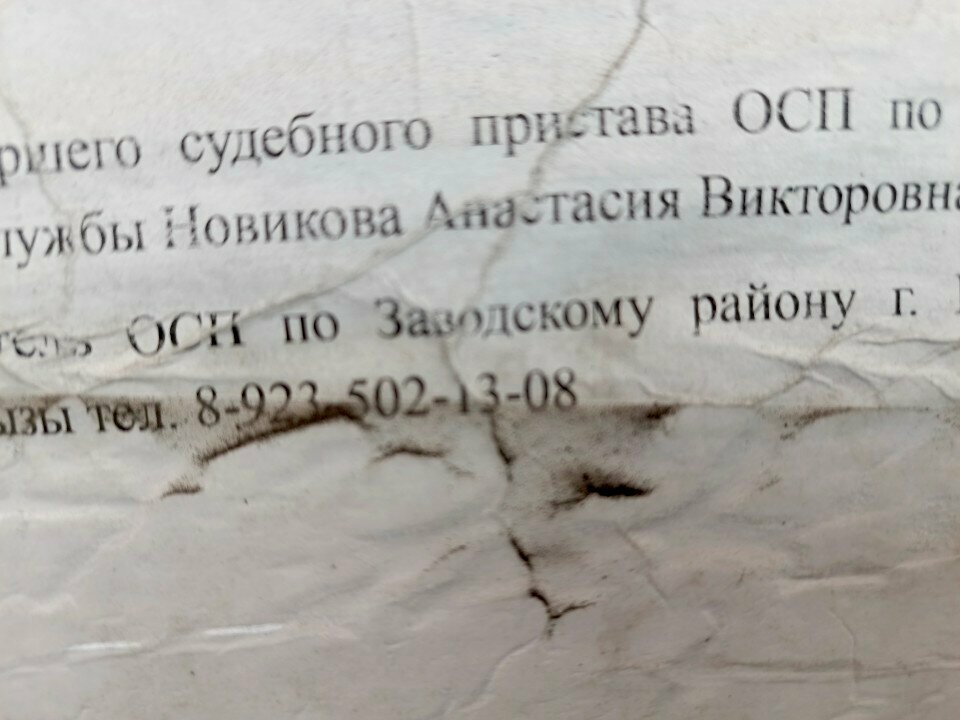 ршего судебного пристава ОСП по
лужбы Новикова Анастасия Викторовна
ОСП по Заводскому району г.
ызы тел. 8-923-502-13-08